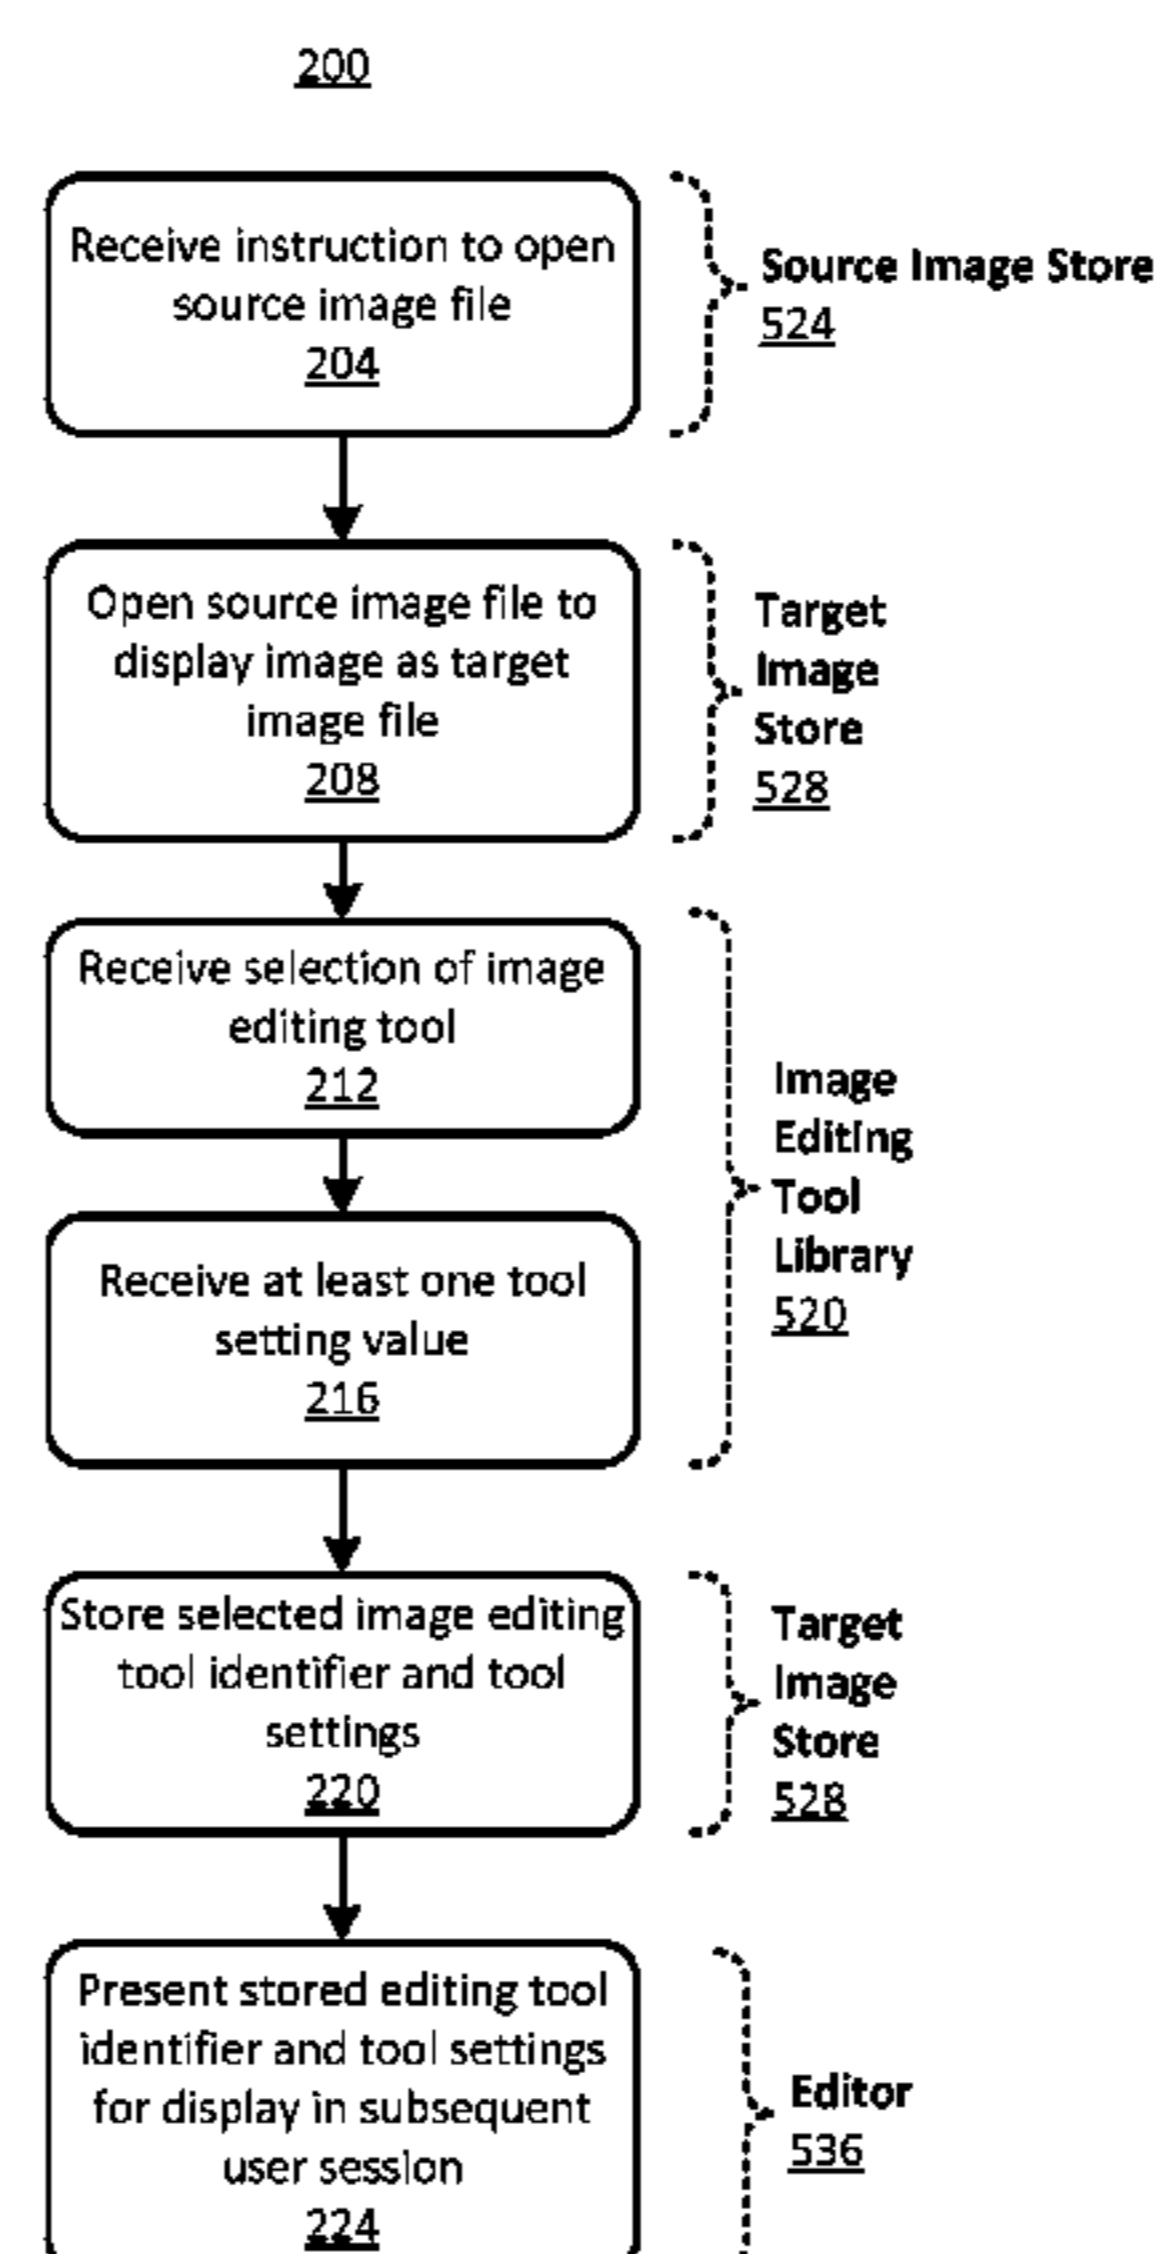 200
Receive instruction to open
source image file
204
Source Image Store
524
Open source image file to
display image as target
image file
208
Target
Image
Store
528
Receive selection of image
editing tool
212
Receive at least one tool
setting value
216
Image
Editing
Tool
Library
520
Store selected image editing
tool identifier and tool
settings
220
Target
Image
Store
528
Present stored editing tool
identifier and tool settings
for display in subsequent
user session
224
Editor
536